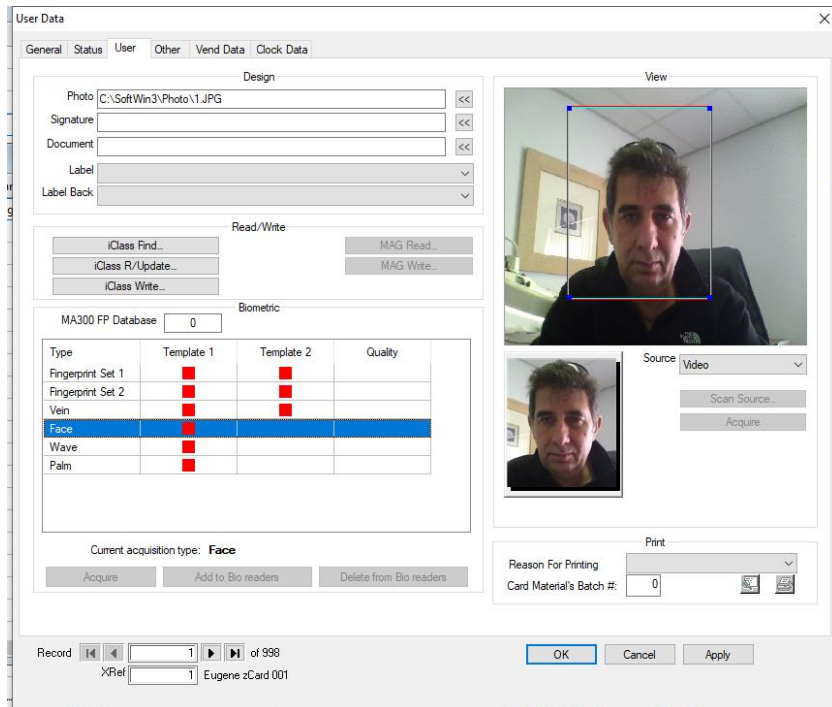 User Data
General Status User Other Vend Data Clock Data
Design
Photo C:\SoftWin3\Photo\1.JPG <<
Signature <<
Document <<
Label
Label Back
Read/Write
iClass Find... MAG Read...
iClass R/Update... MAG Write...
iClass Write...
Biometric
MA300 FP Database 0
Type Template 1 Template 2 Quality
Fingerprint Set 1
Fingerprint Set 2
Vein
Face
Wave
Palm
Current acquisition type: Face
Acquire Add to Bio readers Delete from Bio readers
View
Source Video
Scan Source...
Acquire
Print
Reason For Printing
Card Material's Batch #: 0
Record 1 of 998
XRef 1 Eugene zCard 001
OK Cancel Apply